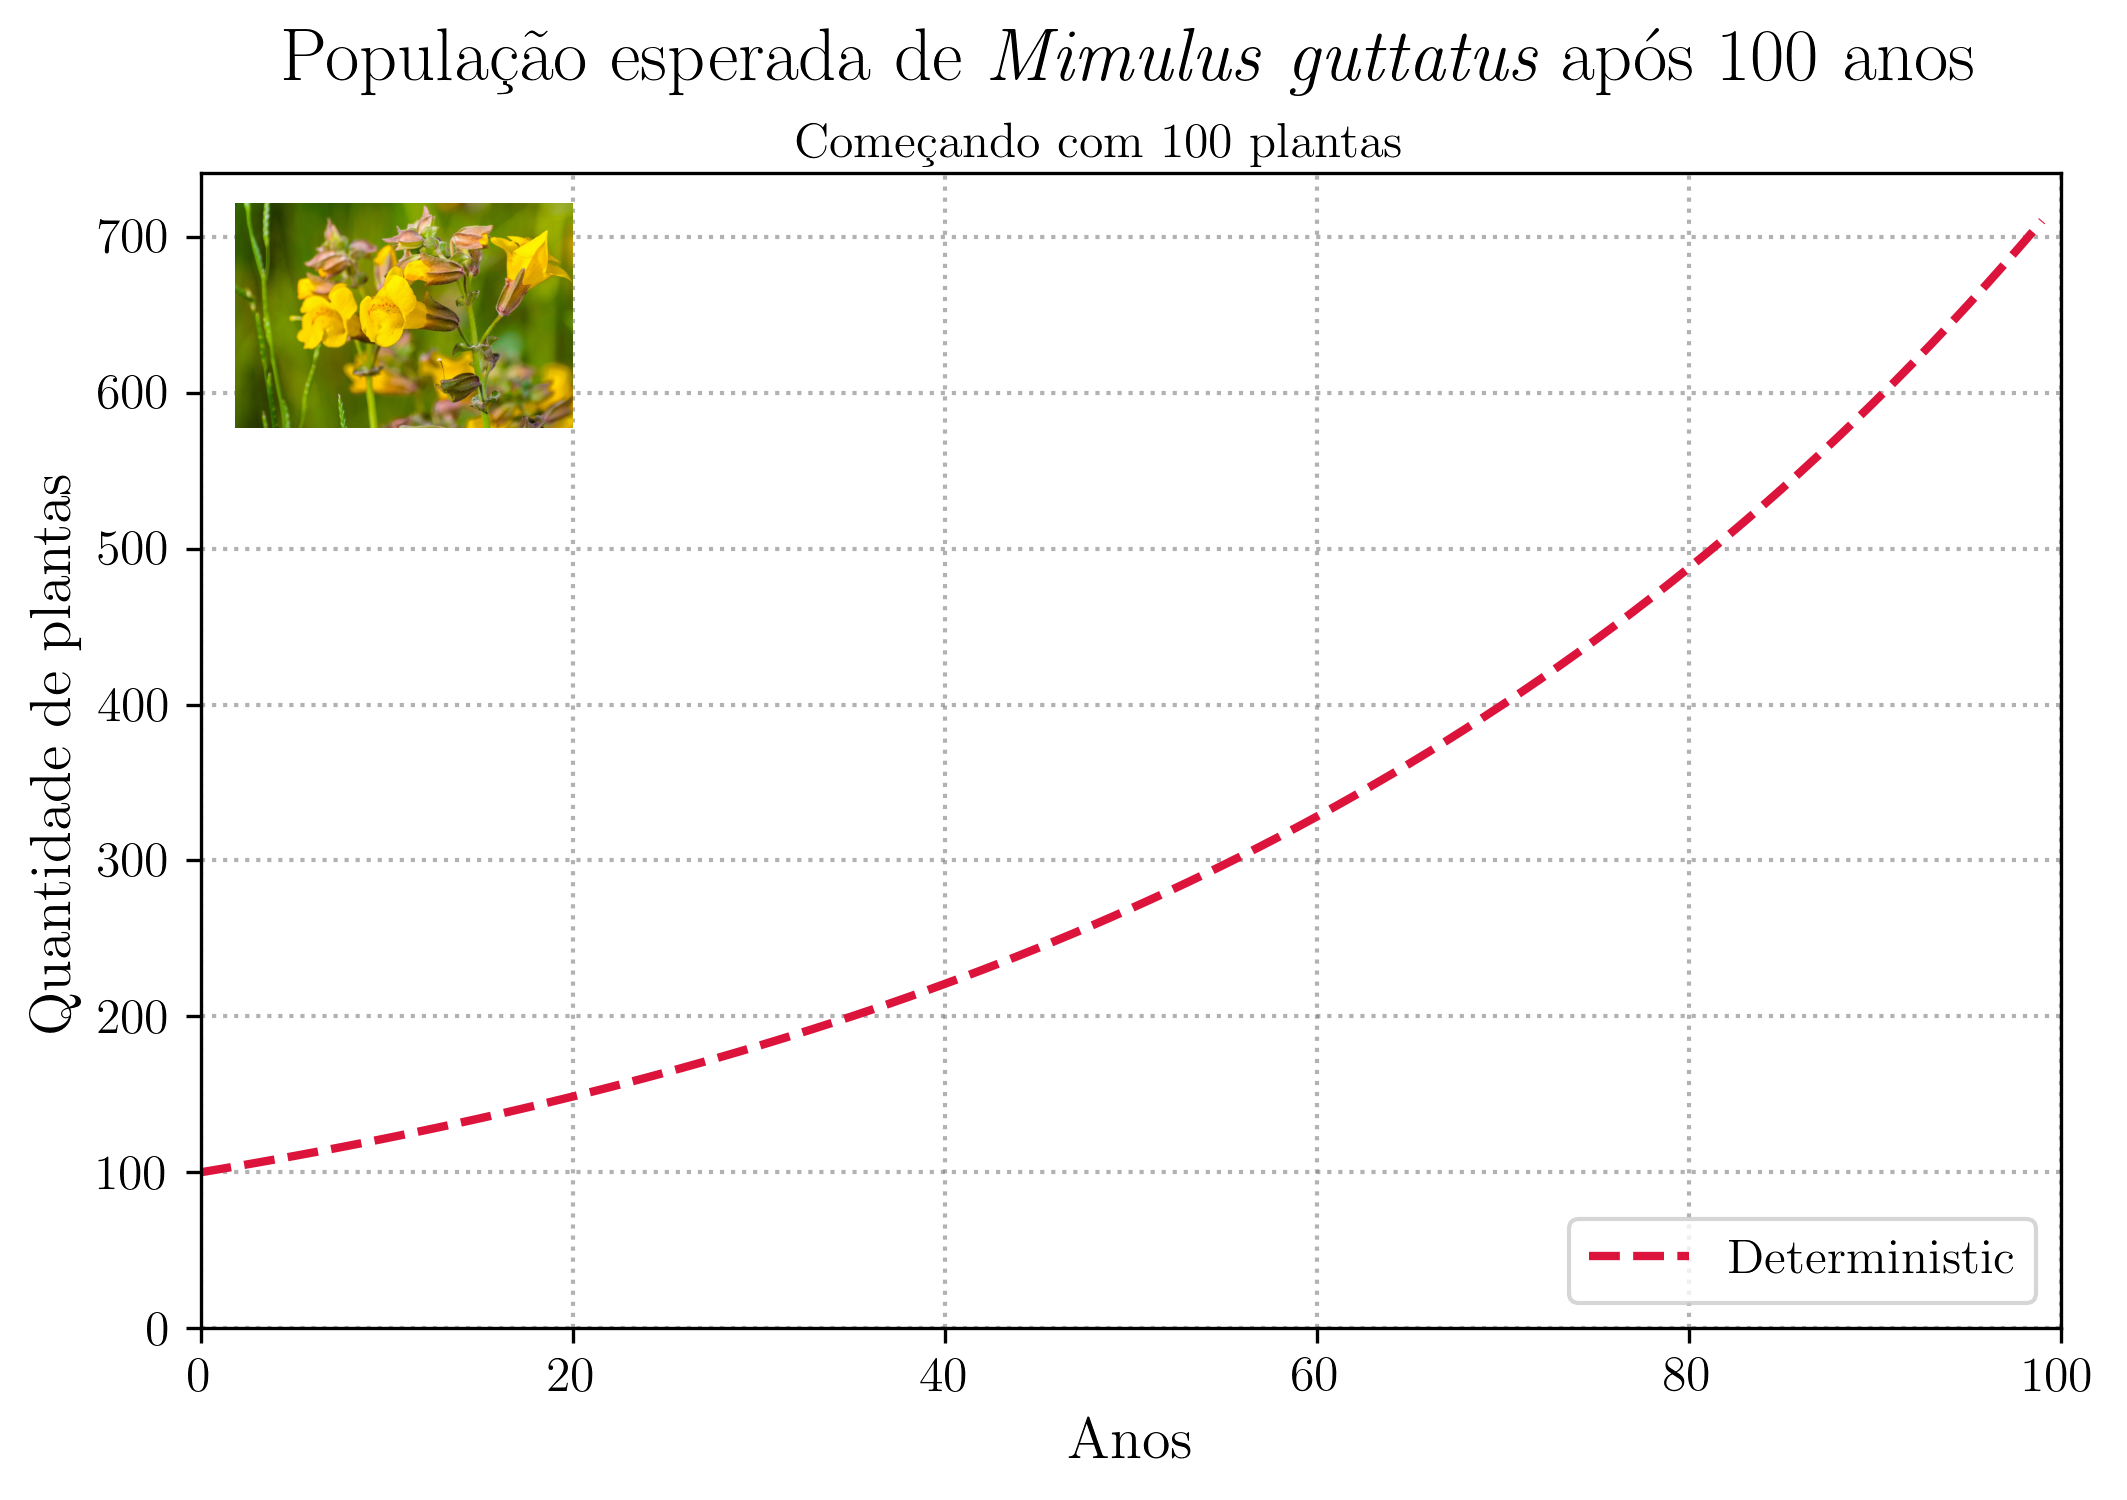 População esperada de Mimulus guttatus após 100 anos
Começando com 100 plantas
Quantidade de plantas
700
600
500
400
300
200
100
0
0 20 40 60 80 100
Anos
Deterministic